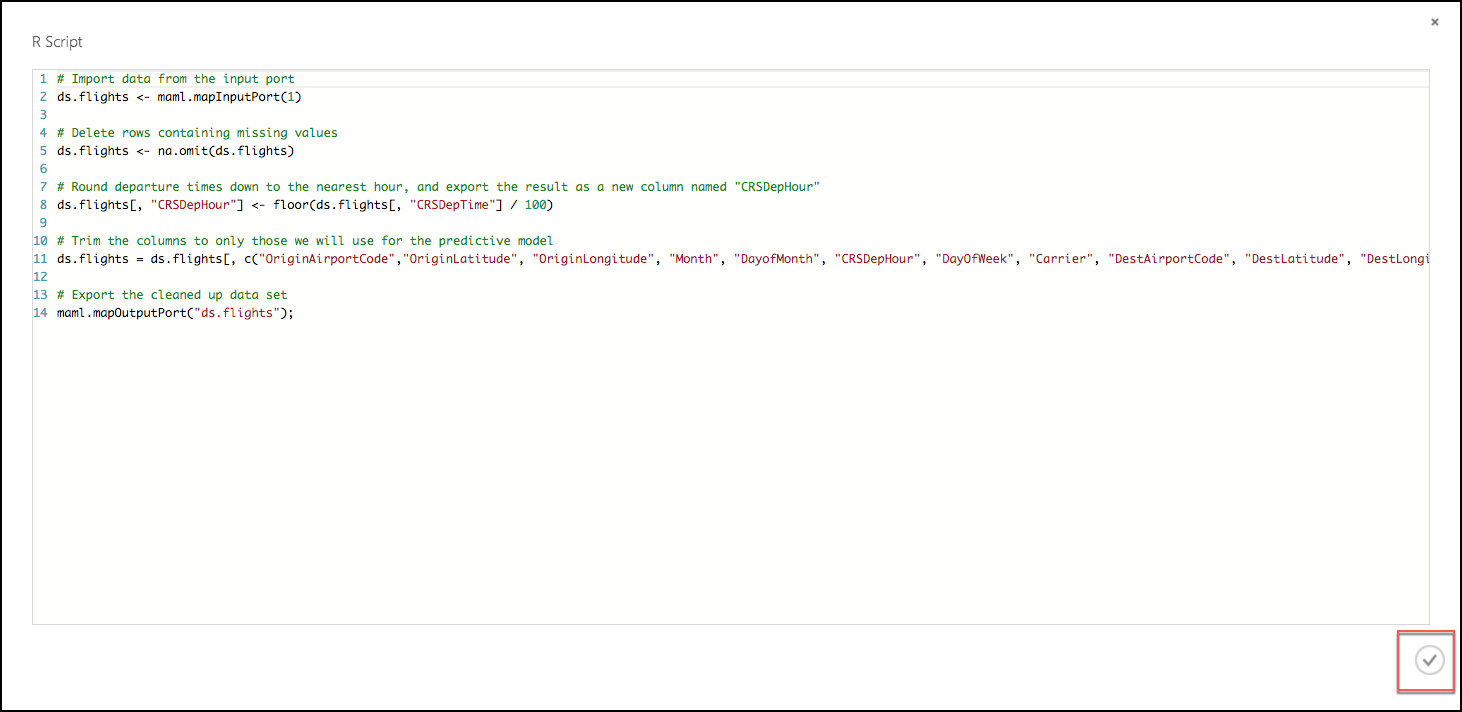 R Script
1 # Import data from the input port
2 ds.flights <- maml.mapInputPort(1)
3
4 # Delete rows containing missing values
5 ds.flights <- na.omit(ds.flights)
6
7 # Round departure times down to the nearest hour, and export the result as a new column named "CRSDepHour"
8 ds.flights[, "CRSDepHour"] <- floor(ds.flights[, "CRSDepTime"] / 100)
9
10 # Trim the columns to only those we will use for the predictive model
11 ds.flights = ds.flights[, c("OriginAirportCode","OriginLatitude", "OriginLongitude", "Month", "DayofMonth", "CRSDepHour", "DayOfWeek", "Carrier", "DestAirportCode", "DestLatitude", "DestLongi
12
13 # Export the cleaned up data set
14 maml.mapOutputPort("ds.flights");